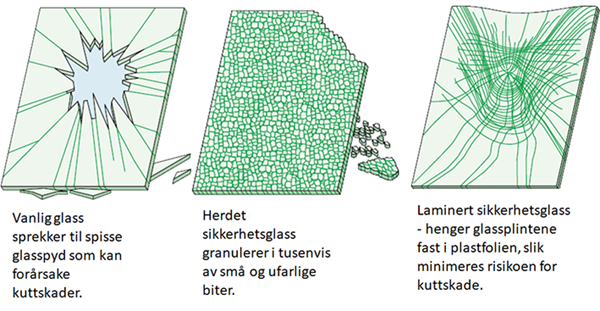 Vanlig glass
sprekker til spisse
glasspyd som kan
forårsake
kuttskader.
Herdet
sikkerhetsglass
granulerer i tusenvis
av små og ufarlige
biter.
Laminert sikkerhetsglass
- henger glassplintene
fast i plastfolien, slik
minimeres risikoen for
kuttskade.